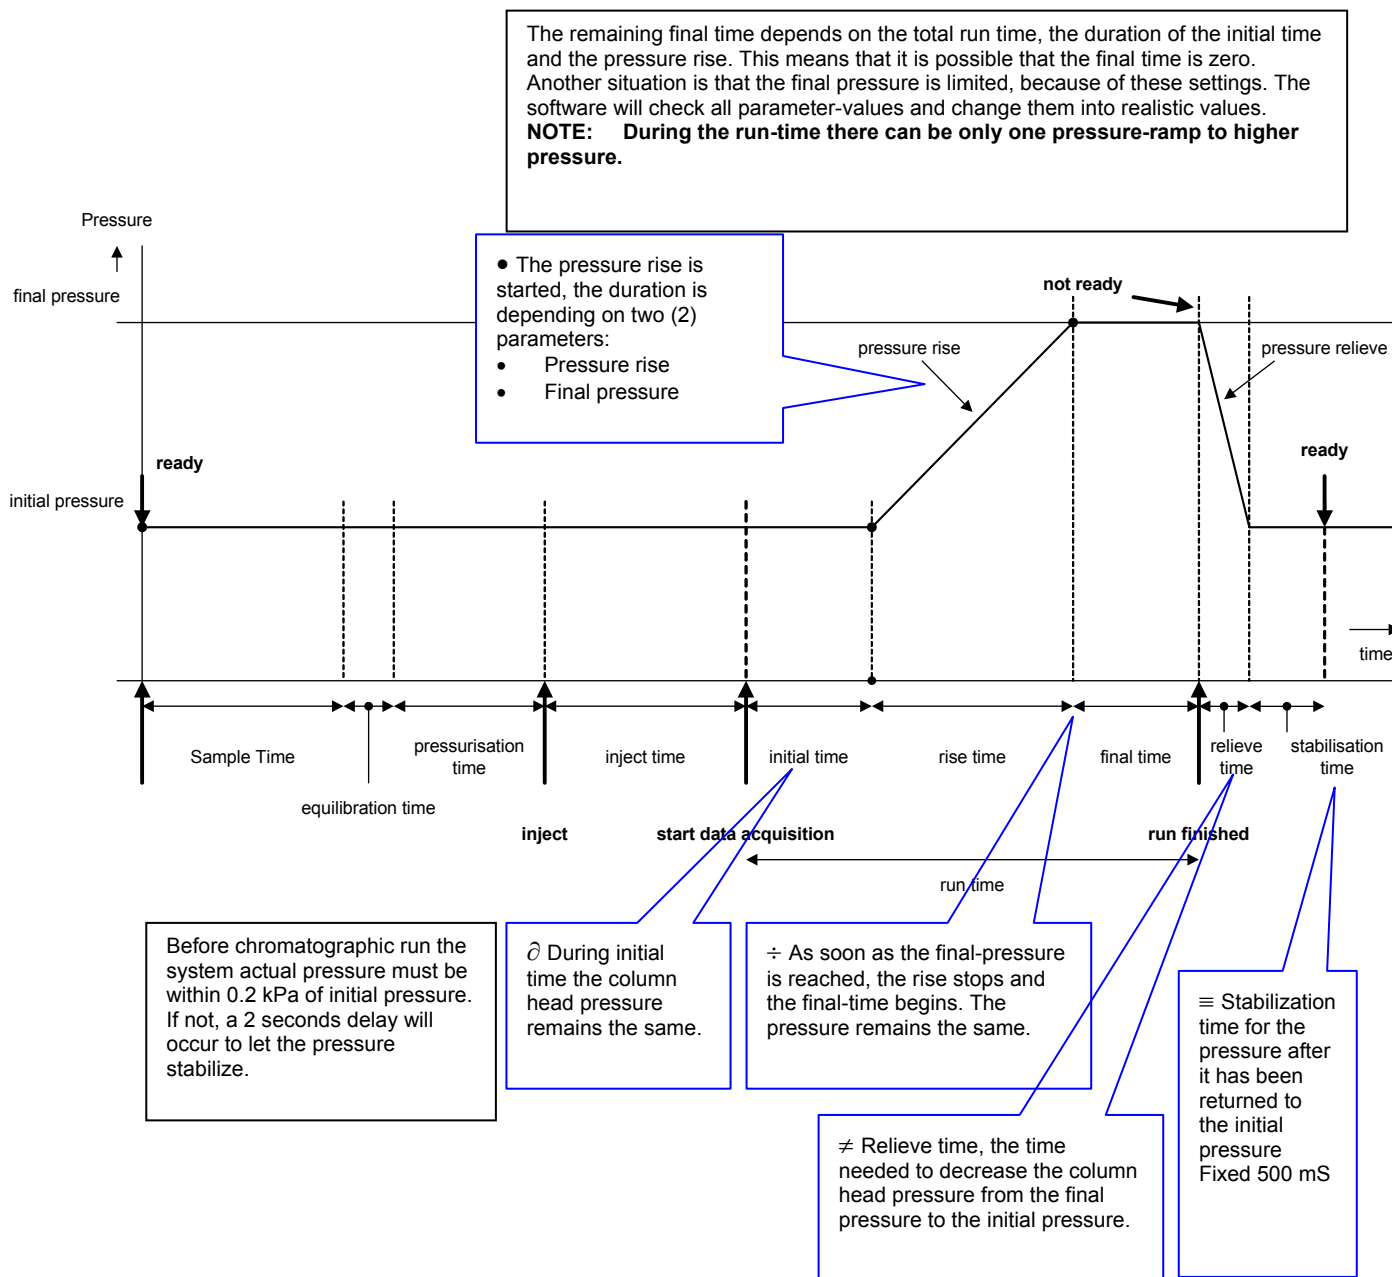 The remaining final time depends on the total run time, the duration of the initial time
and the pressure rise. This means that it is possible that the final time is zero.
Another situation is that the final pressure is limited, because of these settings. The
software will check all parameter-values and change them into realistic values.
NOTE: During the run-time there can be only one pressure-ramp to higher
pressure.
Pressure
final pressure
• The pressure rise is
started, the duration is
depending on two (2)
parameters:
• Pressure rise
• Final pressure
not ready
pressure rise
pressure relieve
ready
ready
initial pressure
time
Sample Time
equilibration time
pressurisation
time
inject time
initial time
rise time
final time
relieve
time
stabilisation
time
inject
start data acquisition
run finished
run time
Before chromatographic run the
system actual pressure must be
within 0.2 kPa of initial pressure.
If not, a 2 seconds delay will
occur to let the pressure
stabilize.
∂ During initial
time the column
head pressure
remains the same.
÷ As soon as the final-pressure
is reached, the rise stops and
the final-time begins. The
pressure remains the same.
≠ Relieve time, the time
needed to decrease the column
head pressure from the final
pressure to the initial pressure.
≡ Stabilization
time for the
pressure after
it has been
returned to
the initial
pressure
Fixed 500 mS